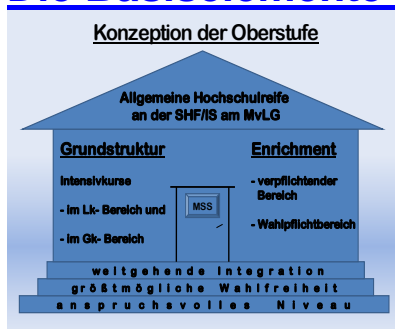 Konzeption der Oberstufe
Allgemeine Hochschulreife
an der SHF/IS am MvLG
Grundstruktur
Intensivkurse
- im Lk- Bereich und
- im Gk- Bereich
MSS
Enrichment
- verpflichtender
Bereich
- Wahlpflichtbereich
weitgehende Integration
größtmögliche Wahlfreiheit
anspruchsvolles Niveau